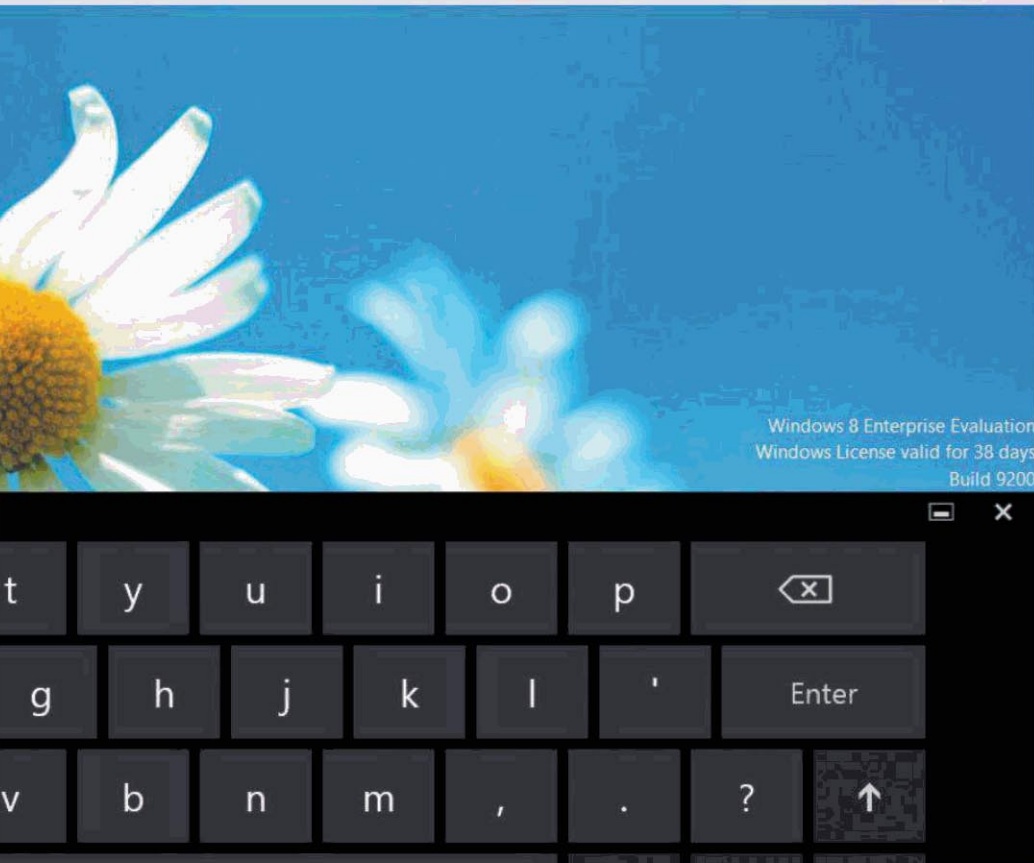 Windows 8 Enterprise Evaluation
Windows License valid for 38 days
Build 9200
t y u i o p
g h j k l ' Enter
v b n m , . ?